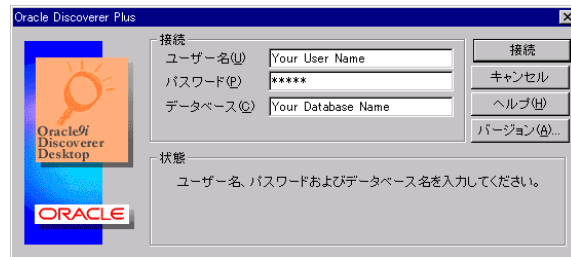 Oracle Discoverer Plus
接続
ユーザー名(U) Your User Name
パスワード(P) *****
データベース(C) Your Database Name
接続
キャンセル
ヘルプ(H)
バージョン(A)...
Oracle9i
Discoverer
Desktop
ORACLE
状態
ユーザー名、パスワードおよびデータベース名を入力してください。